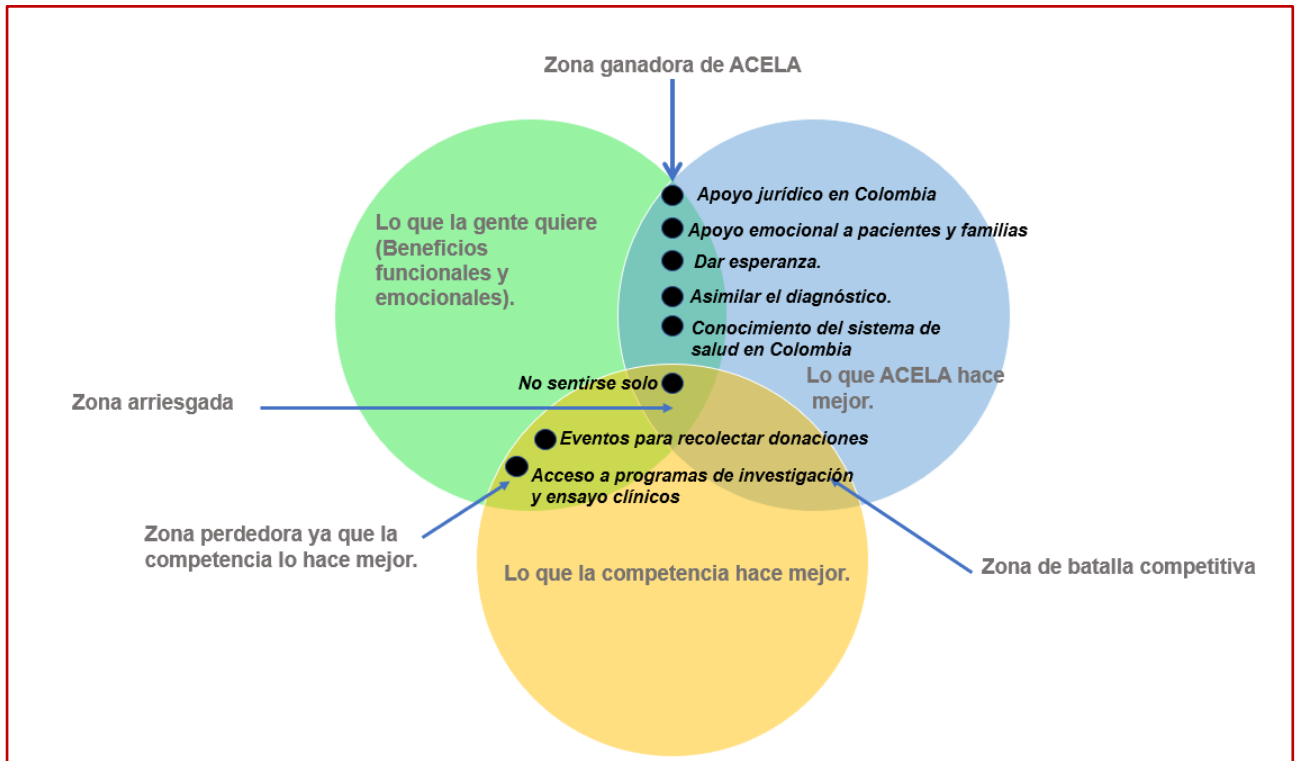 Zona ganadora de ACELA
Apoyo jurídico en Colombia
Lo que la gente quiere
(Beneficios
funcionales y
emocionales).
Apoyo emocional a pacientes y familias
Dar esperanza.
Asimilar el diagnóstico.
Conocimiento del sistema de
salud en Colombia
Lo que ACELA hace
mejor.
No sentirse solo
Zona arriesgada
Eventos para recolectar donaciones
Acceso a programas de investigación
y ensayo clínicos
Zona perdedora ya que la
competencia lo hace mejor.
Lo que la competencia hace mejor.
Zona de batalla competitiva